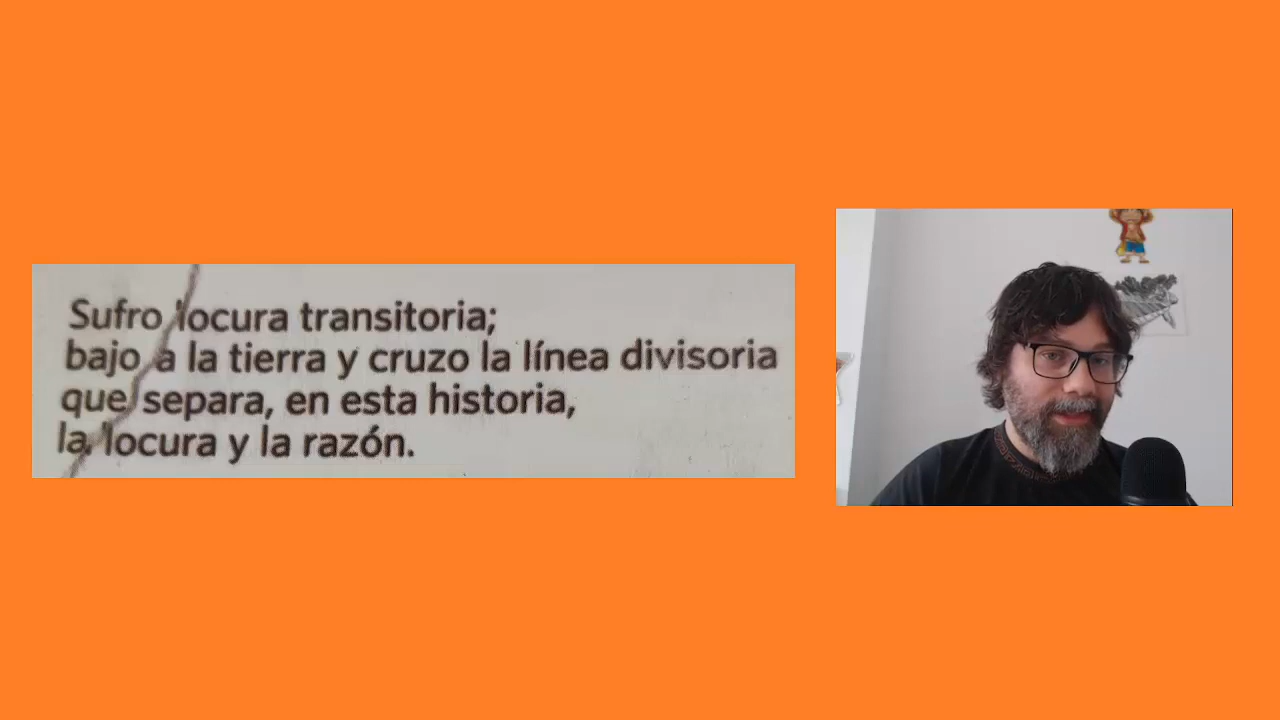 Sufro locura transitoria;
bajo a la tierra y cruzo la línea divisoria
que separa, en esta historia,
la locura y la razón.